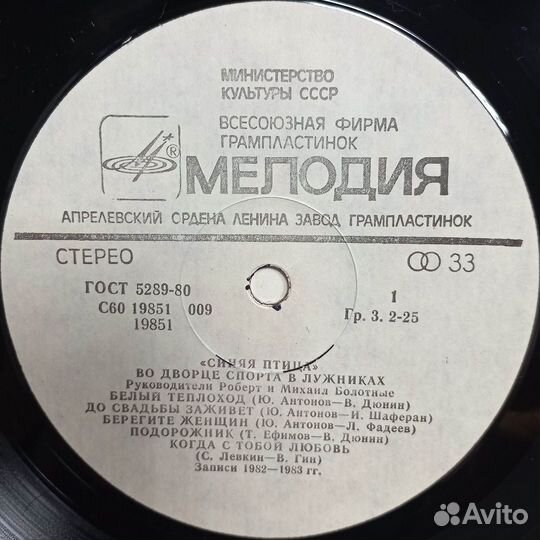 МИНИСТЕРСТВО
КУЛЬТУРЫ СССР
ВСЕСОЮЗНАЯ ФИРМА
ГРАМПЛАСТИНОК
® МЕЛОДИЯ
АПРЕЛЕВСКИЙ ОРДЕНА ЛЕНИНА ЗАВОД ГРАМПЛАСТИНОК
СТЕРЕО 33
ГОСТ 5289-80 1
С60 19851 009 Гр. 3. 2-25
19851
«СИНЯЯ ПТИЦА»
ВО ДВОРЦЕ СПОРТА В ЛУЖНИКАХ
Руководители Роберт и Михаил Болотные
БЕЛЫЙ ТЕПЛОХОД (Ю. Антонов—В. Дюнин)
ДО СВАДЬБЫ ЗАЖИВЕТ (Ю. Антонов—И. Шаферан)
БЕРЕГИТЕ ЖЕНЩИН (Ю. Антонов—Л. Фадеев)
ПОДОРОЖНИК (Т. Ефимов—В. Дюнин)
КОГДА С ТОБОЙ ЛЮБОВЬ
(С. Левкин—В. Гин)
Записи 1982—1983 гг.
Avito